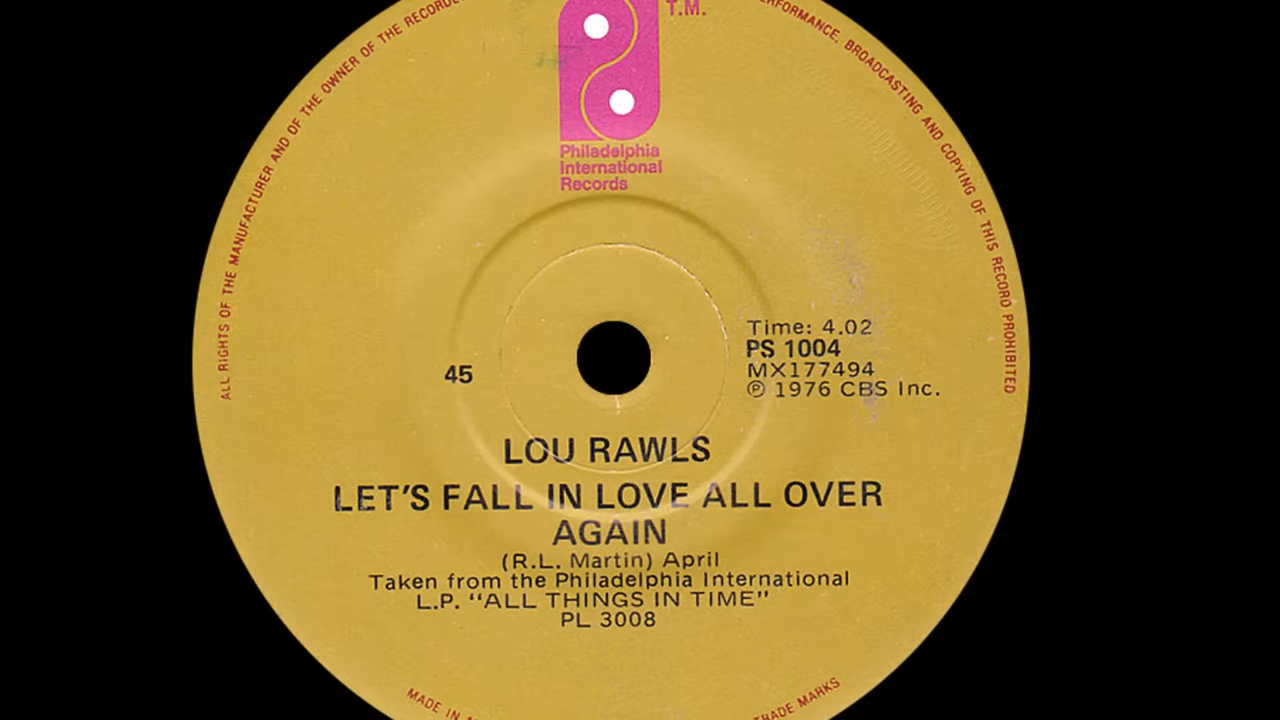 T.M.
Philadelphia
International
Records
ALL RIGHTS OF THE MANUFACTURER AND OF THE OWNER OF THE
BROADCASTING AND COPYING OF THIS RECORD PROHIBITED
Time: 4.02
PS 1004
45
MX177494
℗ 1976 CBS Inc.
LOU RAWLS
LET'S FALL IN LOVE ALL OVER
AGAIN
(R.L. Martin) April
Taken from the Philadelphia International
L.P. “ALL THINGS IN TIME”
PL 3008
MADE IN
TRADE MARKS